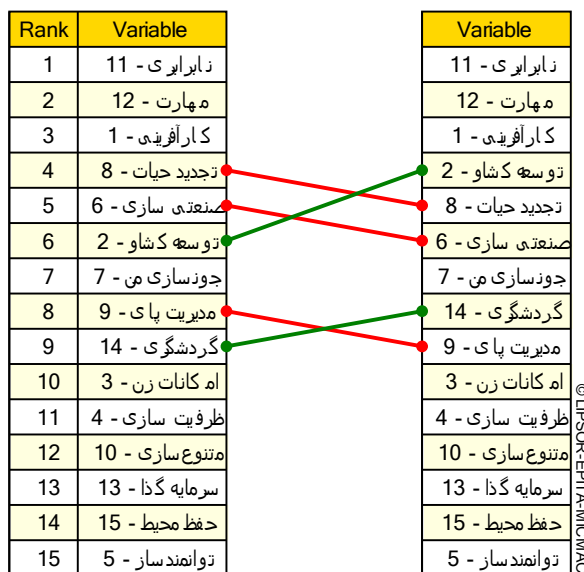 Rank Variable Variable
1 11 - نابرابری 11 - نابرابری
2 12 - مهارت 12 - مهارت
3 1 - کارآفرینی 1 - کارآفرینی
4 8 - تجدید حیات 2 - توسعه کشاو
5 6 - صنعتی سازی 8 - تجدید حیات
6 2 - توسعه کشاو 6 - صنعتی سازی
7 7 - جونسازی من 7 - جونسازی من
8 9 - مدیریت پای 14 - گردشگری
9 14 - گردشگری 9 - مدیریت پای
10 3 - امکانات زن 3 - امکانات زن
11 4 - ظرفیت سازی 4 - ظرفیت سازی
12 10 - متنوع‌سازی 10 - متنوع‌سازی
13 13 - سرمایه گذا 13 - سرمایه گذا
14 15 - حفظ محیط 15 - حفظ محیط
15 5 - توانمندساز 5 - توانمندساز
© LIPSOR-EPITA-MICMAC